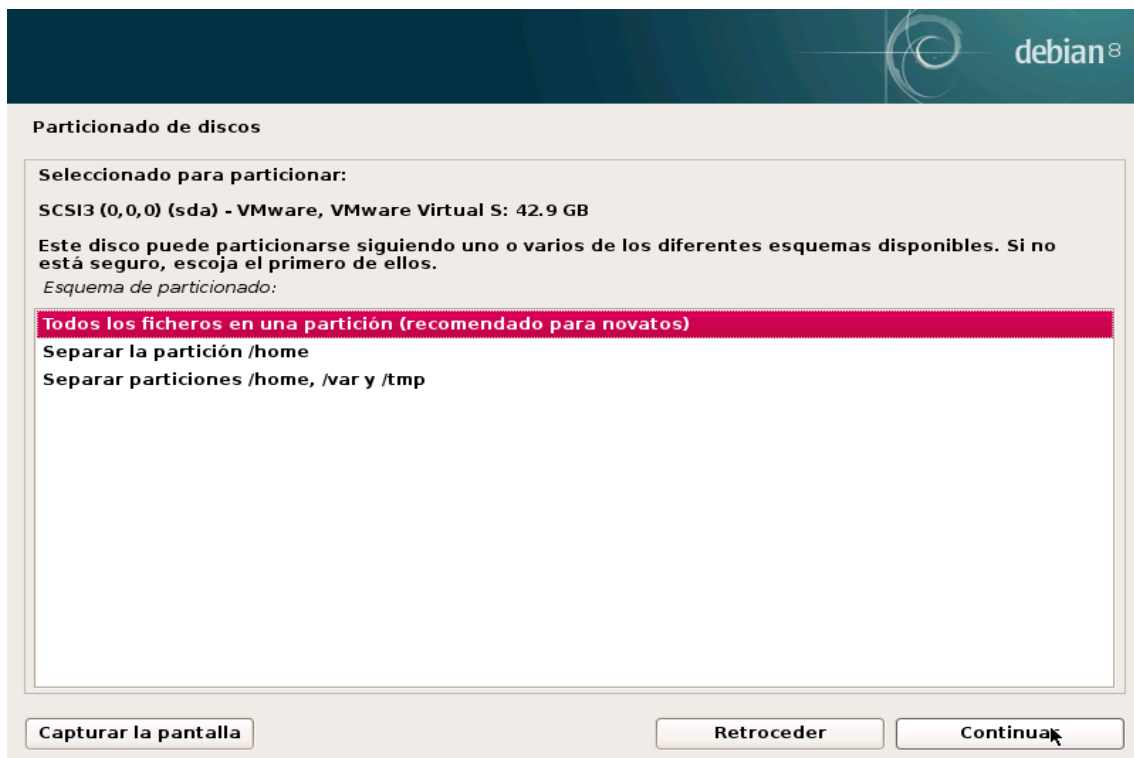 debian 8
Particionado de discos
Seleccionado para particionar:
SCSI3 (0,0,0) (sda) - VMware, VMware Virtual S: 42.9 GB
Este disco puede particionarse siguiendo uno o varios de los diferentes esquemas disponibles. Si no
está seguro, escoja el primero de ellos.
Esquema de particionado:
Todos los ficheros en una partición (recomendado para novatos)
Separar la partición /home
Separar particiones /home, /var y /tmp
Capturar la pantalla
Retroceder
Continuar